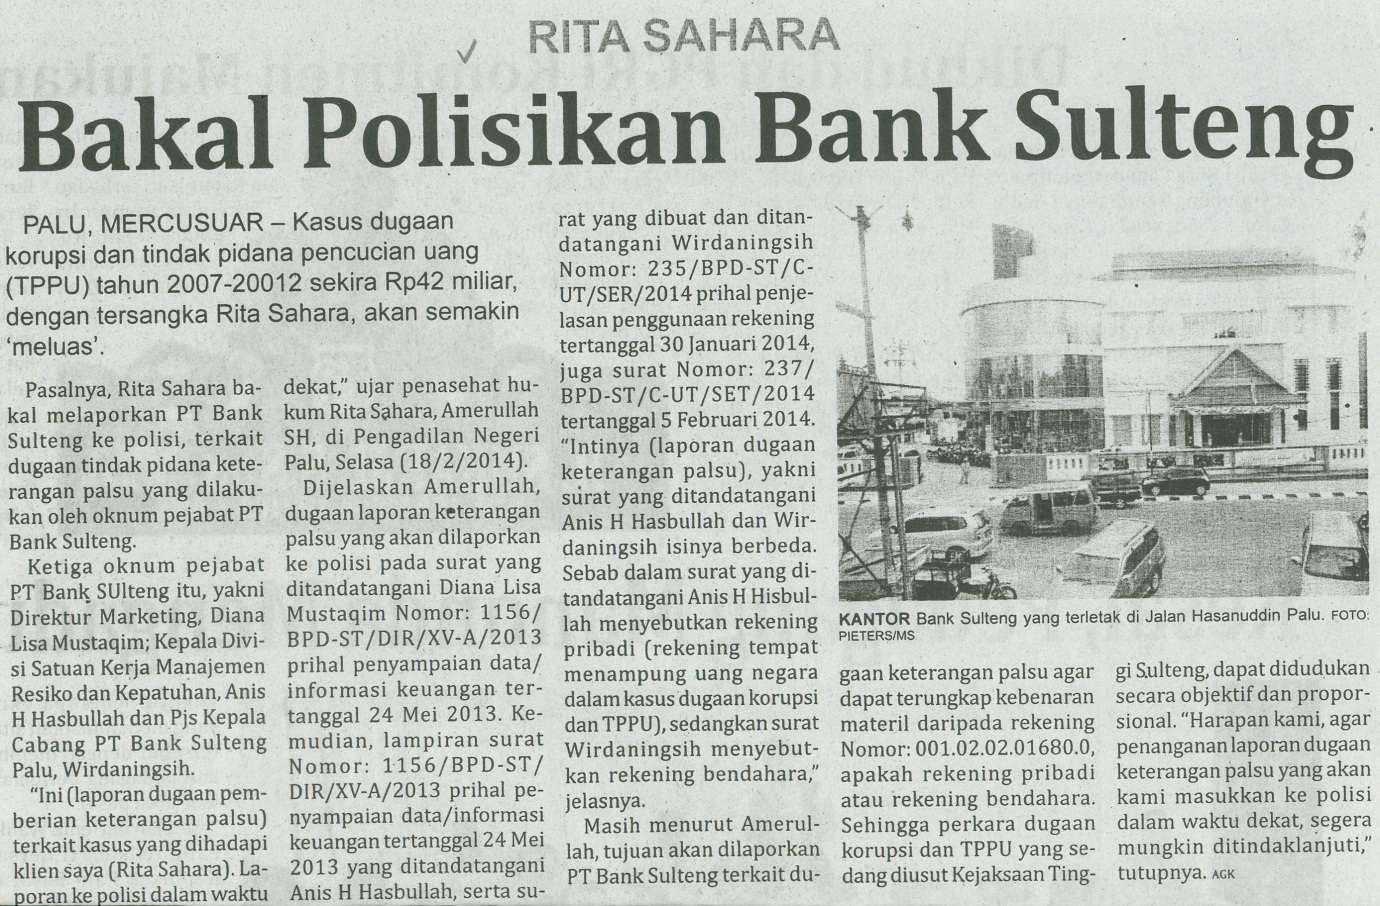 RITA SAHARA
Bakal Polisikan Bank Sulteng
PALU, MERCUSUAR – Kasus dugaan
korupsi dan tindak pidana pencucian uang
(TPPU) tahun 2007-20012 sekira Rp42 miliar,
dengan tersangka Rita Sahara, akan semakin
‘meluas’.
Pasalnya, Rita Sahara ba-
kal melaporkan PT Bank
Sulteng ke polisi, terkait
dugaan tindak pidana kete-
rangan palsu yang dilaku-
kan oleh oknum pejabat PT
Bank Sulteng.
Ketiga oknum pejabat
PT Bank SUlteng itu, yakni
Direktur Marketing, Diana
Lisa Mustaqim; Kepala Divi-
si Satuan Kerja Manajemen
Resiko dan Kepatuhan, Anis
H Hasbullah dan Pjs Kepala
Cabang PT Bank Sulteng
Palu, Wirdaningsih.
“Ini (laporan dugaan pem-
berian keterangan palsu)
terkait kasus yang dihadapi
klien saya (Rita Sahara). La-
poran ke polisi dalam waktu
dekat,” ujar penasehat hu-
kum Rita Sahara, Amerullah
SH, di Pengadilan Negeri
Palu, Selasa (18/2/2014).
Dijelaskan Amerullah,
dugaan laporan keterangan
palsu yang akan dilaporkan
ke polisi pada surat yang
ditandatangani Diana Lisa
Mustaqim Nomor: 1156/
BPD-ST/DIR/XV-A/2013
prihal penyampaian data/
informasi keuangan ter-
tanggal 24 Mei 2013. Ke-
mudian, lampiran surat
Nomor: 1156/BPD-ST/
DIR/XV-A/2013 prihal pe-
nyampaian data/informasi
keuangan tertanggal 24 Mei
2013 yang ditandatangani
Anis H Hasbullah, serta su-
rat yang dibuat dan ditan-
datangani Wirdaningsih
Nomor: 235/BPD-ST/C-
UT/SER/2014 prihal penje-
lasan penggunaan rekening
tertanggal 30 Januari 2014,
juga surat Nomor: 237/
BPD-ST/C-UT/SET/2014
tertanggal 5 Februari 2014.
“Intinya (laporan dugaan
keterangan palsu), yakni
surat yang ditandatangani
Anis H Hasbullah dan Wir-
daningsih isinya berbeda.
Sebab dalam surat yang di-
tandatangani Anis H Hisbul-
lah menyebutkan rekening
pribadi (rekening tempat
menampung uang negara
dalam kasus dugaan korupsi
dan TPPU), sedangkan surat
Wirdaningsih menyebut-
kan rekening bendahara,”
jelasnya.
Masih menurut Amerul-
lah, tujuan akan dilaporkan
PT Bank Sulteng terkait du-
KANTOR Bank Sulteng yang terletak di Jalan Hasanuddin Palu. FOTO:
PIETERS/MS
gaan keterangan palsu agar
dapat terungkap kebenaran
materil daripada rekening
Nomor: 001.02.02.01680.0,
apakah rekening pribadi
atau rekening bendahara.
Sehingga perkara dugaan
korupsi dan TPPU yang se-
dang diusut Kejaksaan Ting-
gi Sulteng, dapat didudukan
secara objektif dan propor-
sional. “Harapan kami, agar
penanganan laporan dugaan
keterangan palsu yang akan
kami masukkan ke polisi
dalam waktu dekat, segera
mungkin ditindaklanjuti,”
tutupnya. AGK